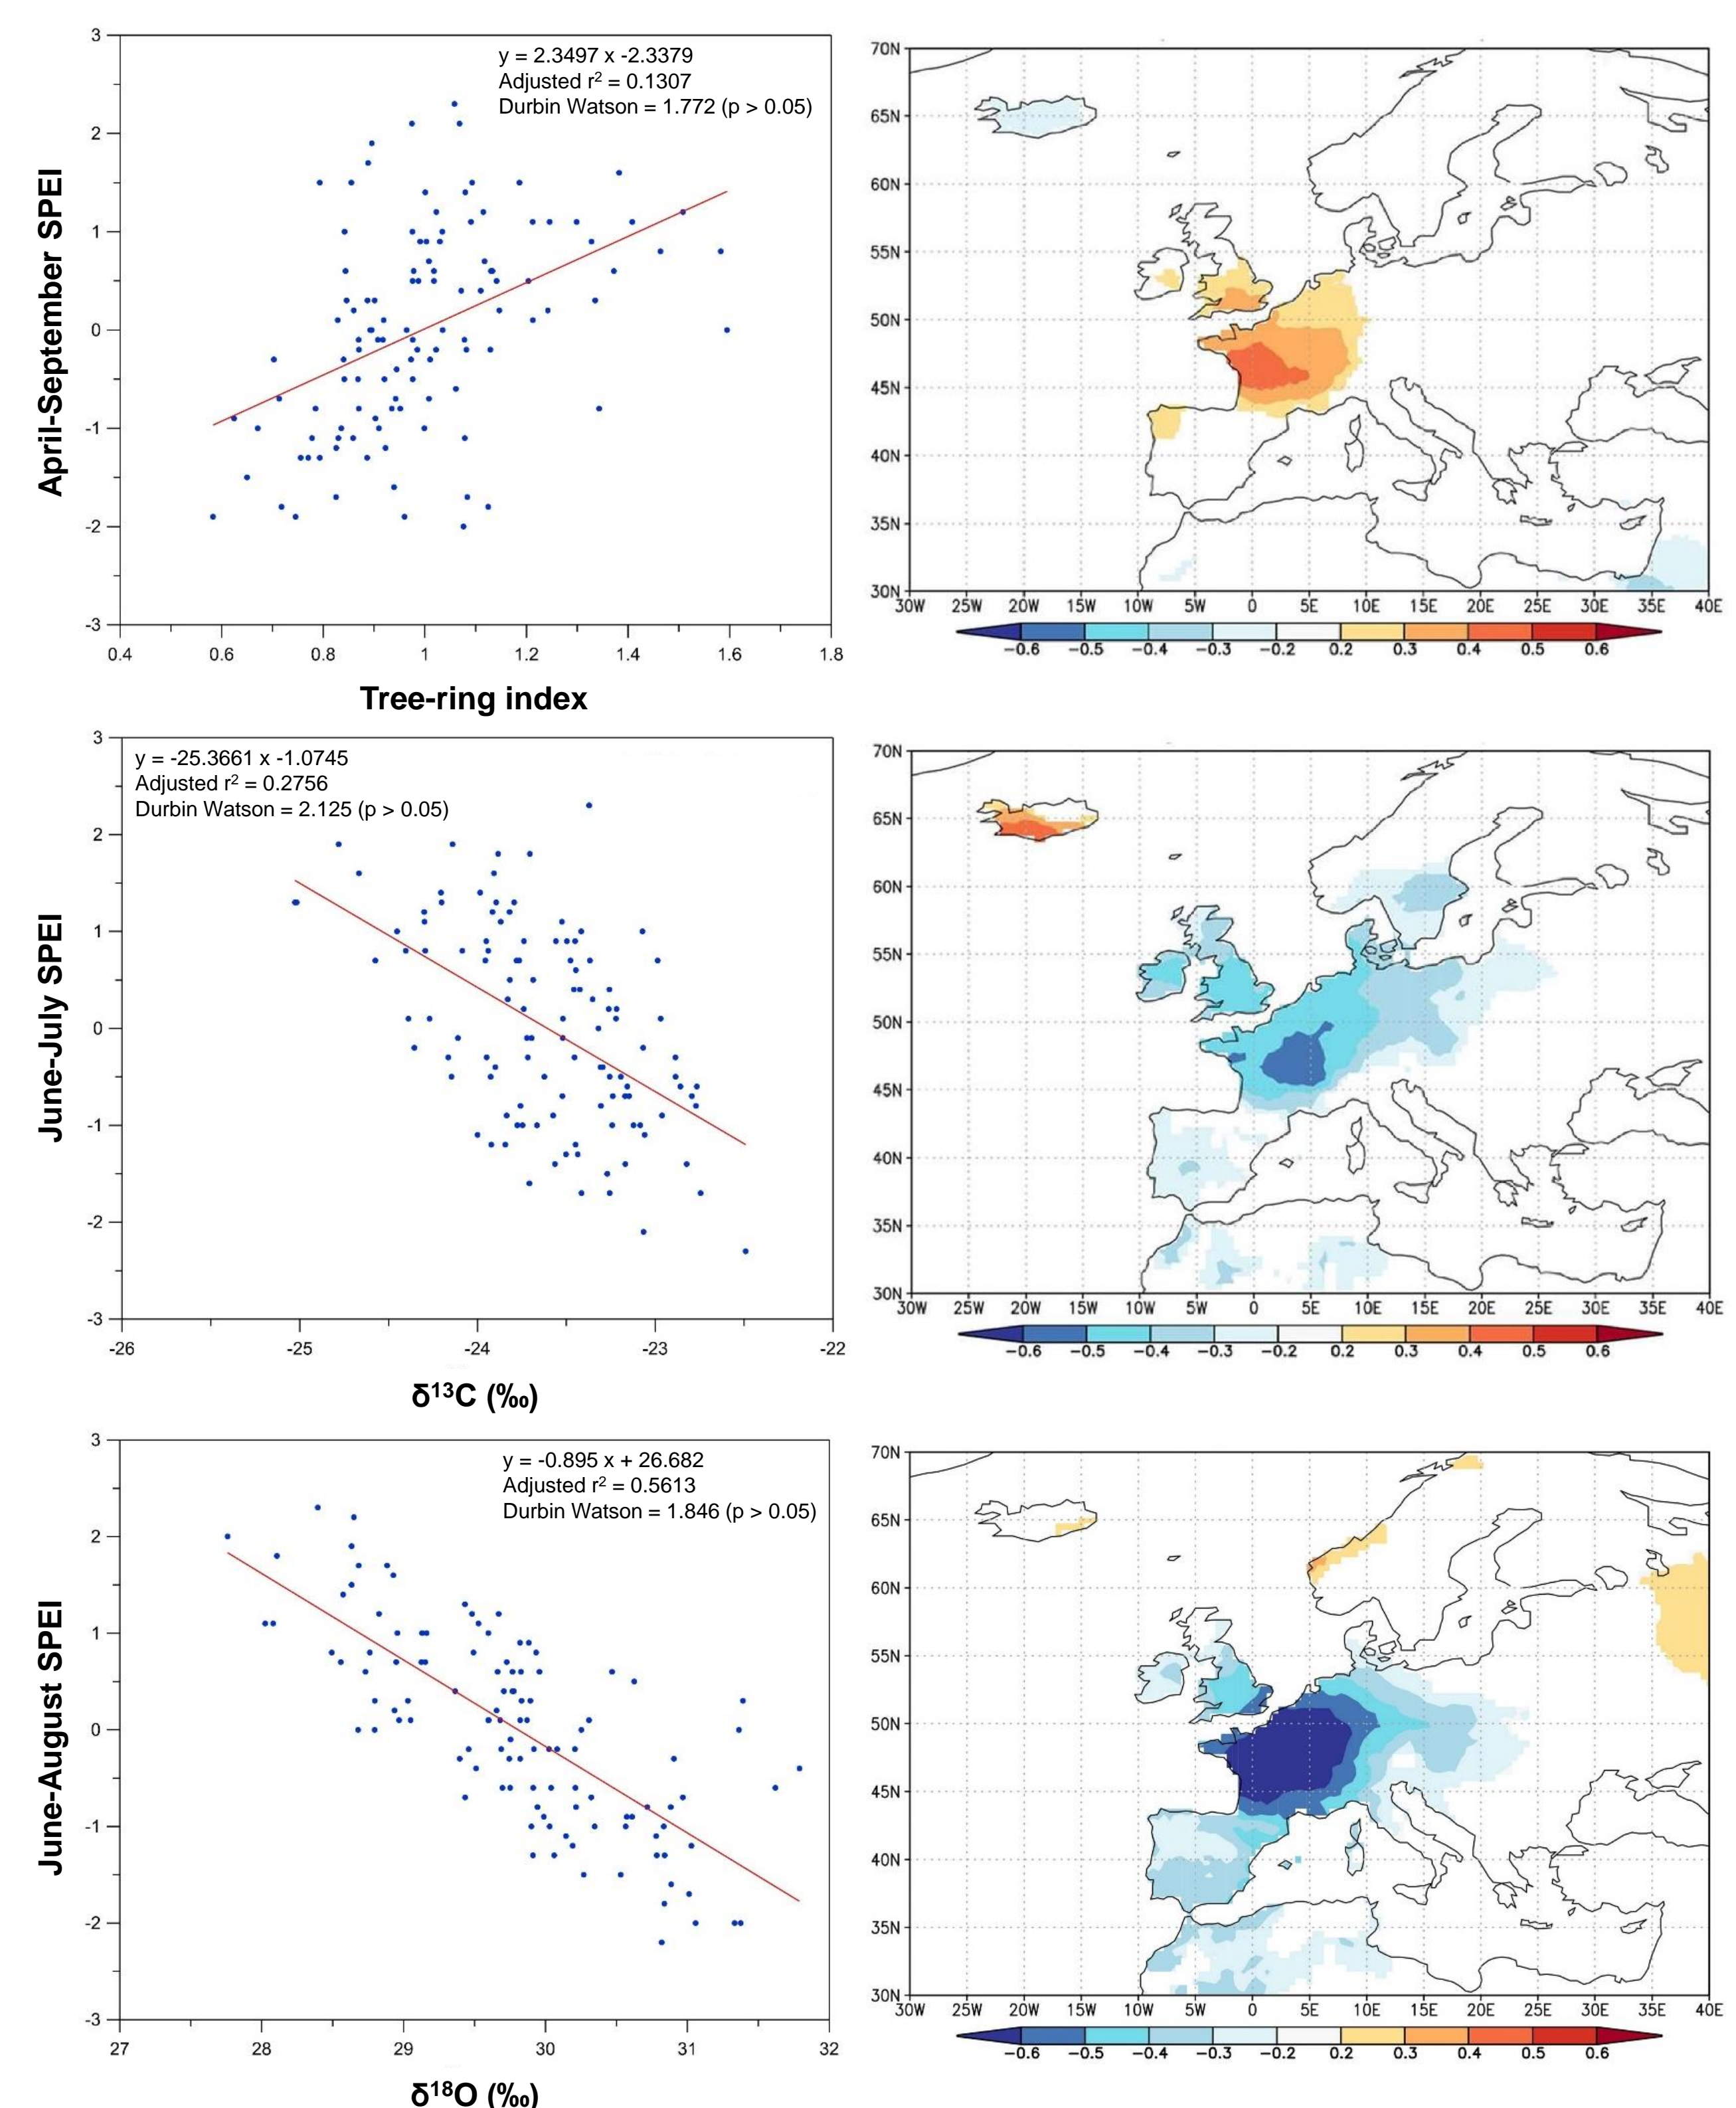 y = 2.3497 x -2.3379
Adjusted r² = 0.1307
Durbin Watson = 1.772 (p > 0.05)
April-September SPEI
3
2
1
0
-1
-2
-3
0.4 0.6 0.8 1 1.2 1.4 1.6 1.8
Tree-ring index
70N
65N
60N
55N
50N
45N
40N
35N
30N
30W 25W 20W 15W 10W 5W 0 5E 10E 15E 20E 25E 30E 35E 40E
-0.6 -0.5 -0.4 -0.3 -0.2 0.2 0.3 0.4 0.5 0.6
y = -25.3661 x -1.0745
Adjusted r² = 0.2756
Durbin Watson = 2.125 (p > 0.05)
June-July SPEI
3
2
1
0
-1
-2
-3
-26 -25 -24 -23 -22
δ¹³C (‰)
70N
65N
60N
55N
50N
45N
40N
35N
30N
30W 25W 20W 15W 10W 5W 0 5E 10E 15E 20E 25E 30E 35E 40E
-0.6 -0.5 -0.4 -0.3 -0.2 0.2 0.3 0.4 0.5 0.6
y = -0.895 x + 26.682
Adjusted r² = 0.5613
Durbin Watson = 1.846 (p > 0.05)
June-August SPEI
3
2
1
0
-1
-2
-3
27 28 29 30 31 32
δ¹⁸O (‰)
70N
65N
60N
55N
50N
45N
40N
35N
30N
30W 25W 20W 15W 10W 5W 0 5E 10E 15E 20E 25E 30E 35E 40E
-0.6 -0.5 -0.4 -0.3 -0.2 0.2 0.3 0.4 0.5 0.6